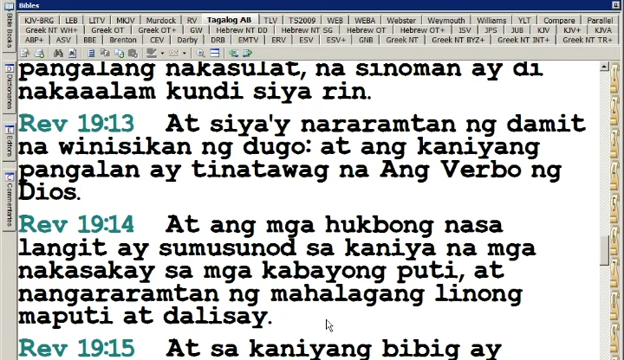 Bibles
KJV-BRG LEB LITV MKJV Murdock RV Tagalog AB TLV TS2009 WEB WEBA Webster Weymouth Williams YLT Compare Parallel
Greek NT WH+ Greek OT Greek OT+ GW Hebrew NT DD Hebrew NT SG Hebrew OT Hebrew OT+ ISV JPS JUB KJV KJVA
ABP+ ASV BBE Brenton CEV Darby DRB EMTV ERV ESV ESV+ GNB Greek NT Greek NT BYZ+ Greek NT INT+ Greek NT TR+
pangalang nakasulat, na sinoman ay di
nakaaalam kundi siya rin.
Rev 19:13 At siya'y nararamtan ng damit
na winisikan ng dugo: at ang kaniyang
pangalan ay tinatawag na Ang Verbo ng
Dios.
Rev 19:14 At ang mga hukbong nasa
langit ay sumusunod sa kaniya na mga
nakasakay sa mga kabayong puti, at
nangararamtan ng mahalagang linong
maputi at dalisay.
Rev 19:15 At sa kaniyang bibig ay
Bible Books
Dictionaries
Editors
Commentaries